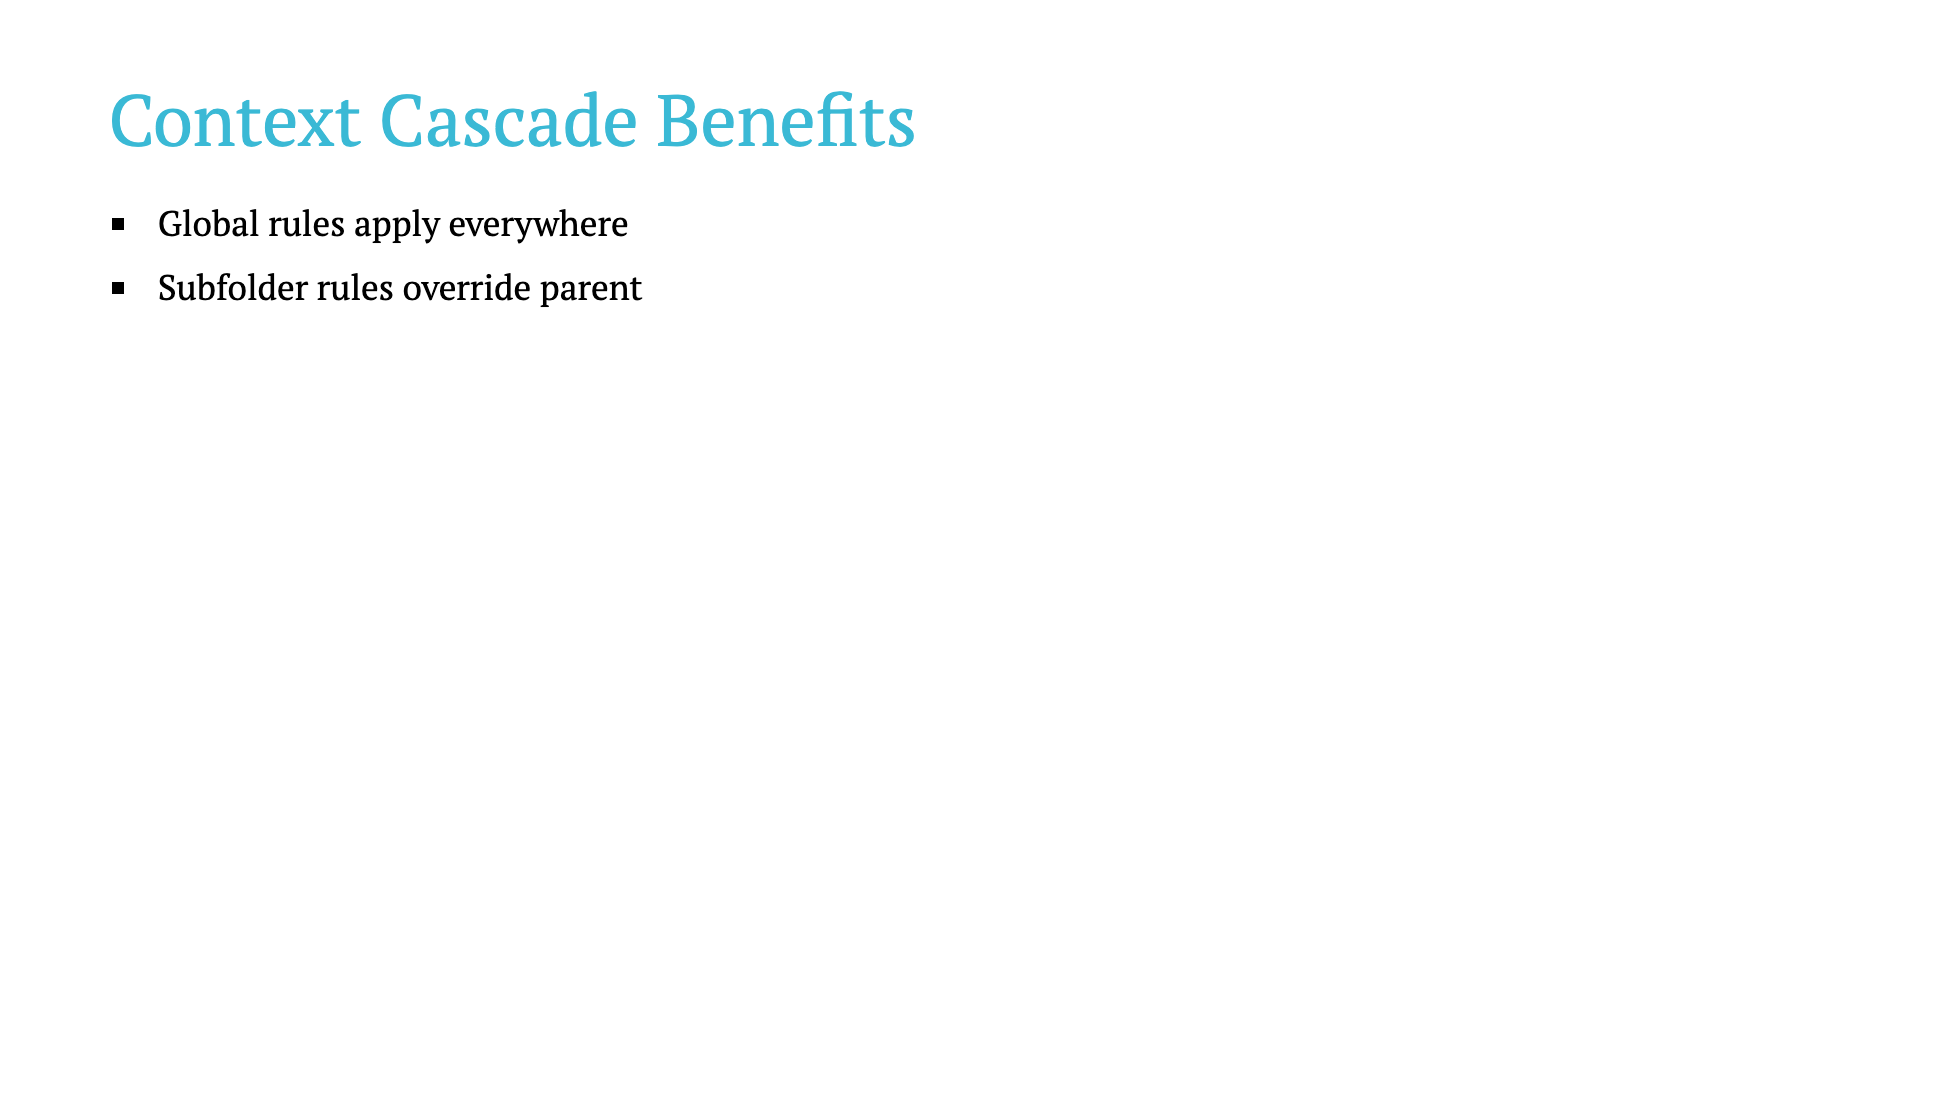 Context Cascade Benefits
▪ Global rules apply everywhere
▪ Subfolder rules override parent